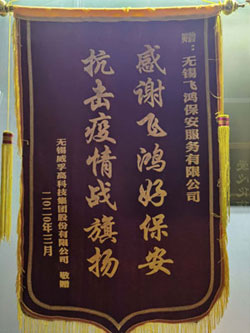 赠：无锡飞鸿保安服务有限公司
感谢飞鸿好保安
抗击疫情战旗扬
无锡威孚高科技集团股份有限公司 敬赠
二〇二〇年三月